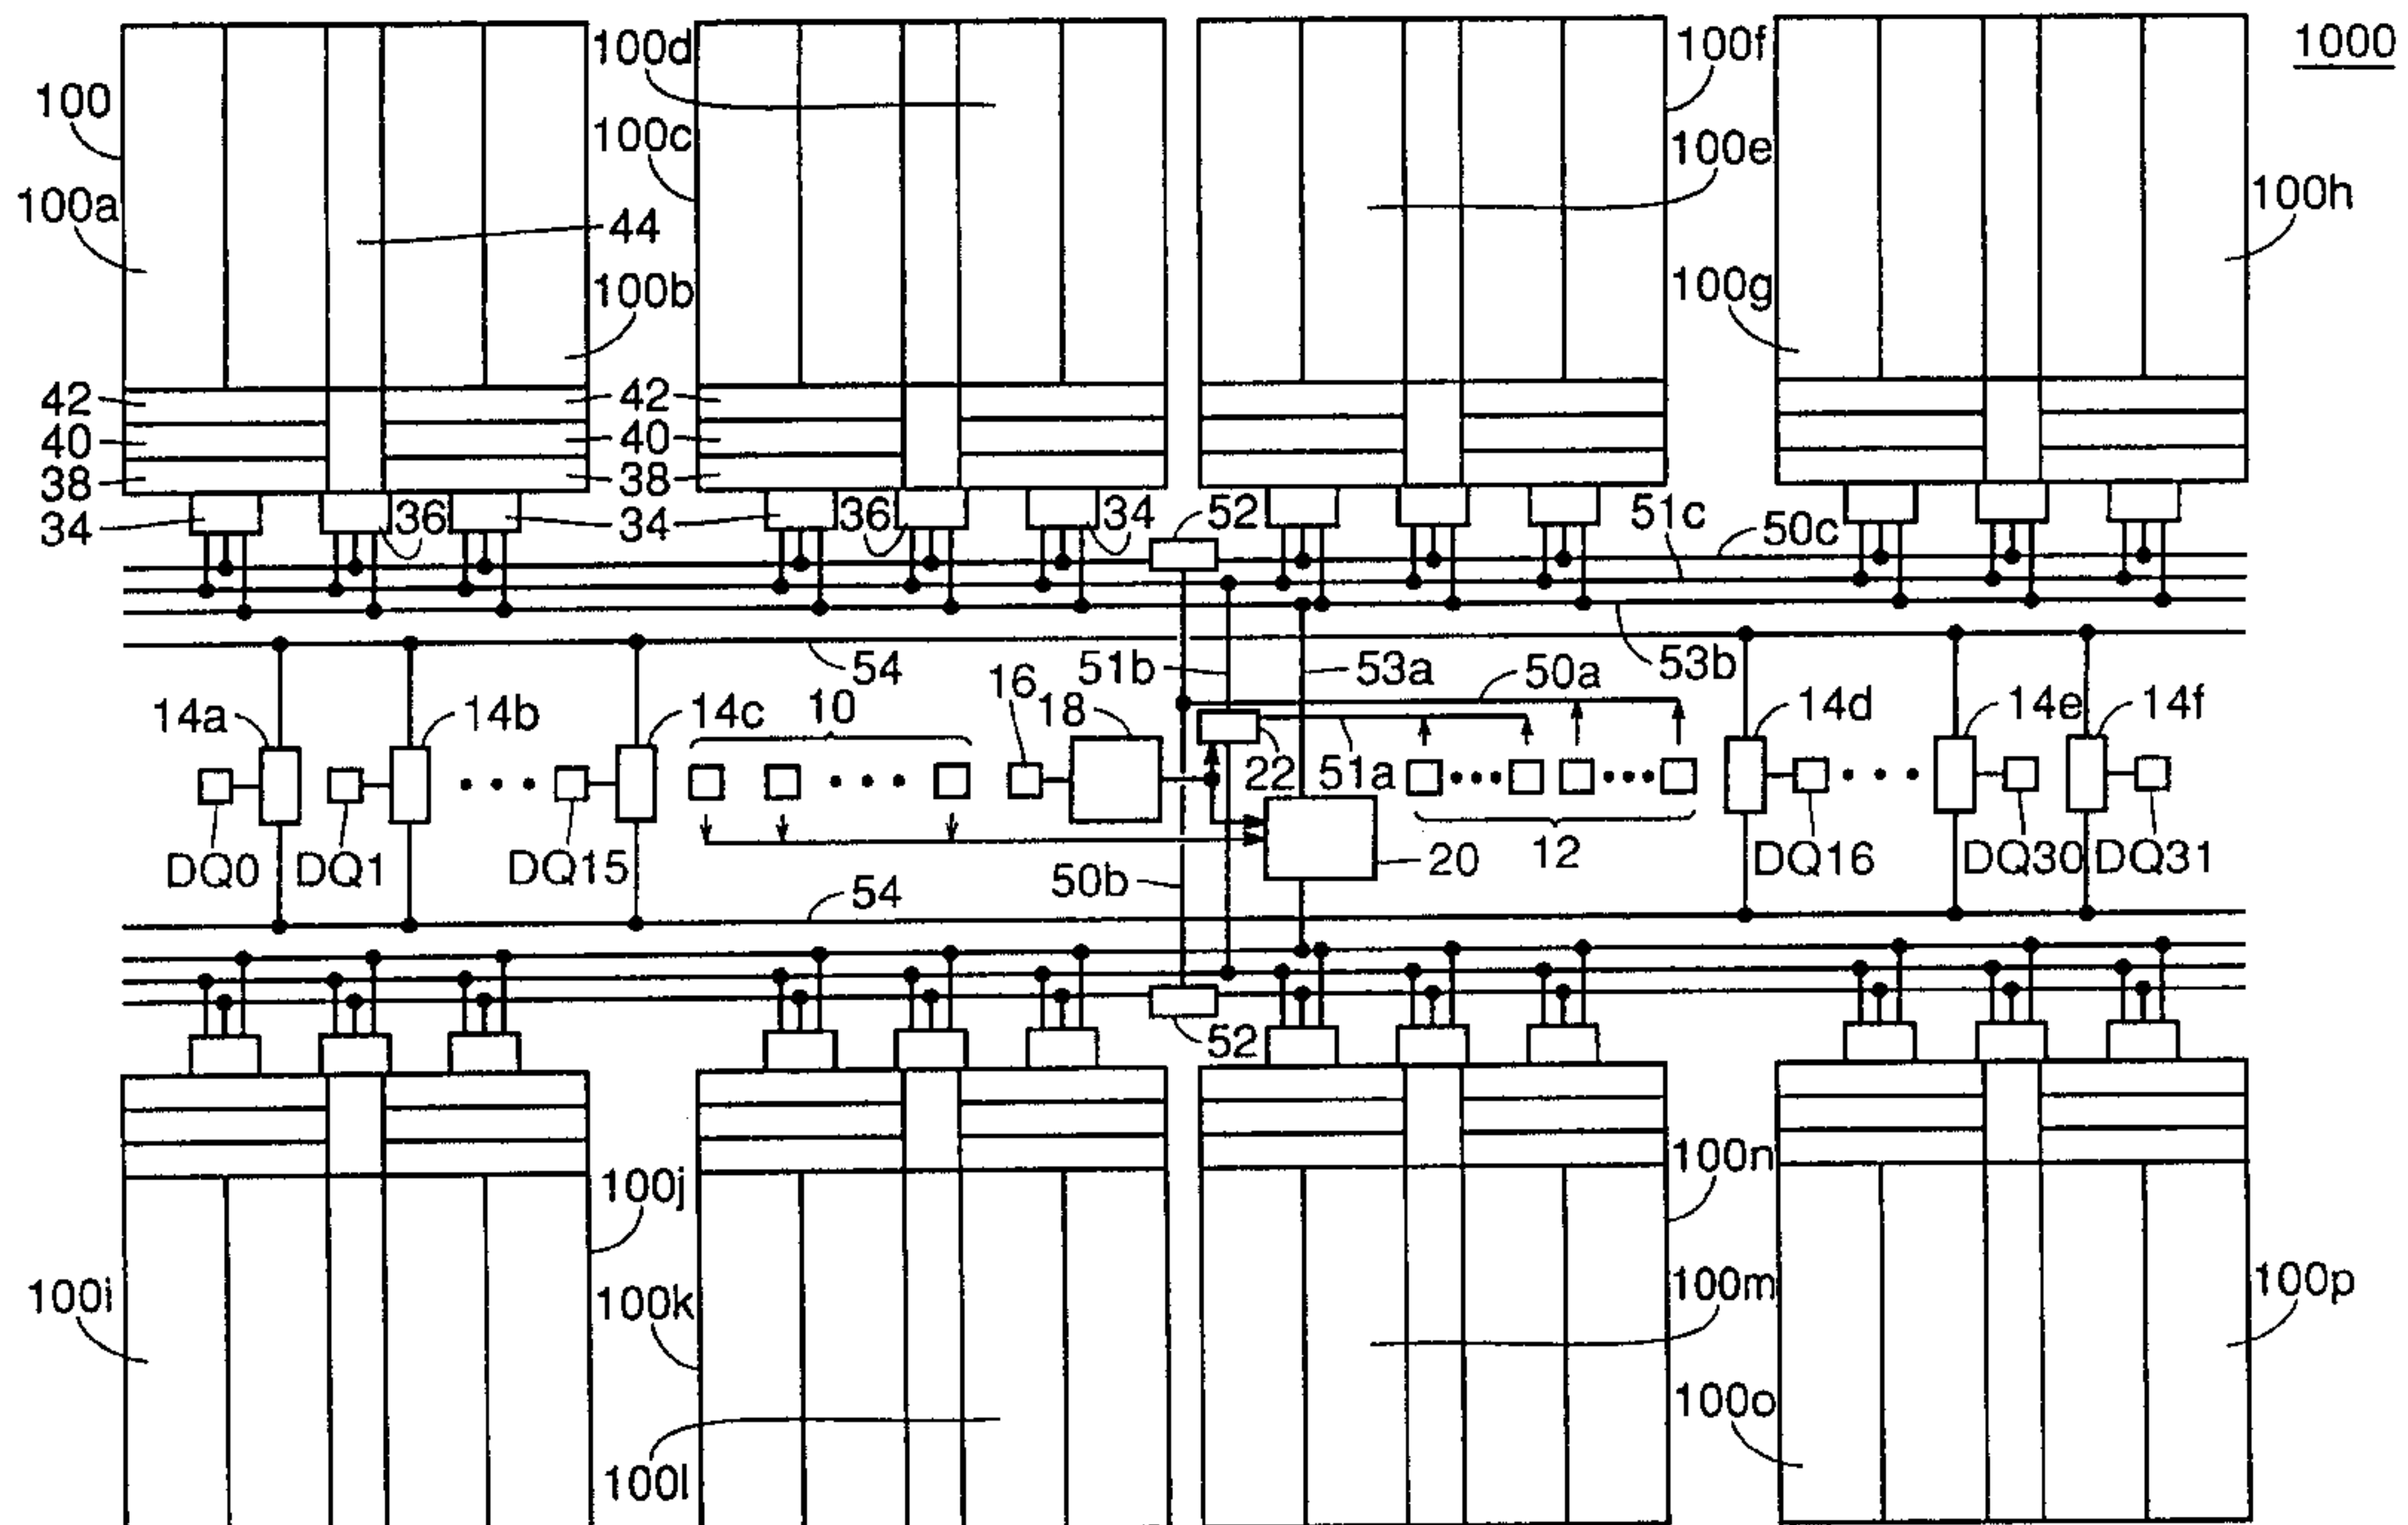 100d 100f 1000
100 100c 100e
100a 44 100h
100b 100g
42 42
40 40
38 38
34 36 34 36 34 52 51c 50c
54 51b 53a 50a 53b
14a 14b 14c 10 16 18 14d 14e 14f
22 51a
DQ0 DQ1 DQ15 50b 20 12 DQ16 DQ30 DQ31
54
52
100j 100n
100i 100k 100m 100p
100l 100o